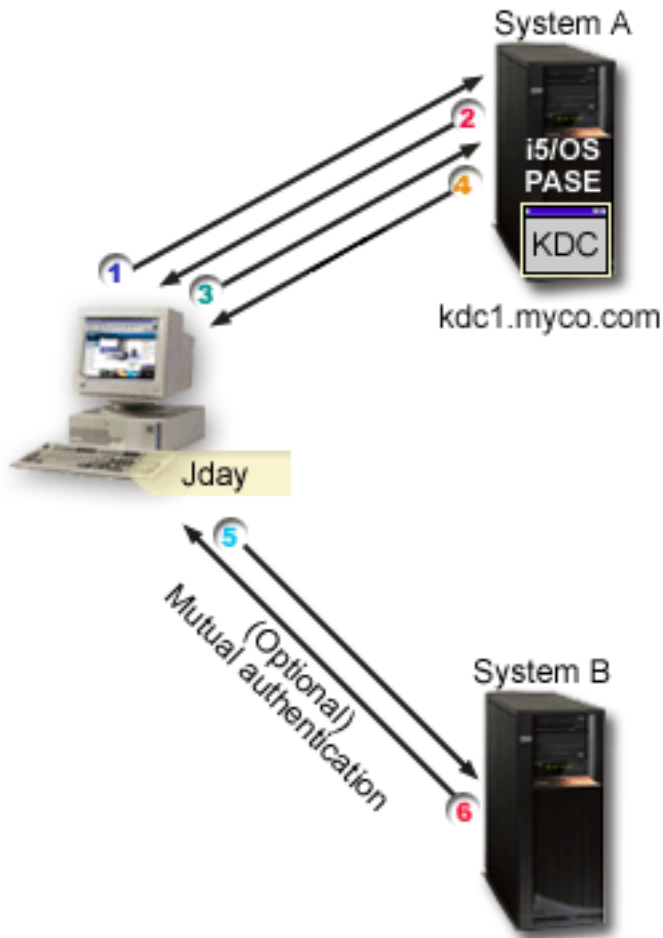 System A
2
i5/OS
4
PASE
KDC
1
3
kdc1.myco.com
Jday
5
(Optional)
Mutual authentication
System B
6